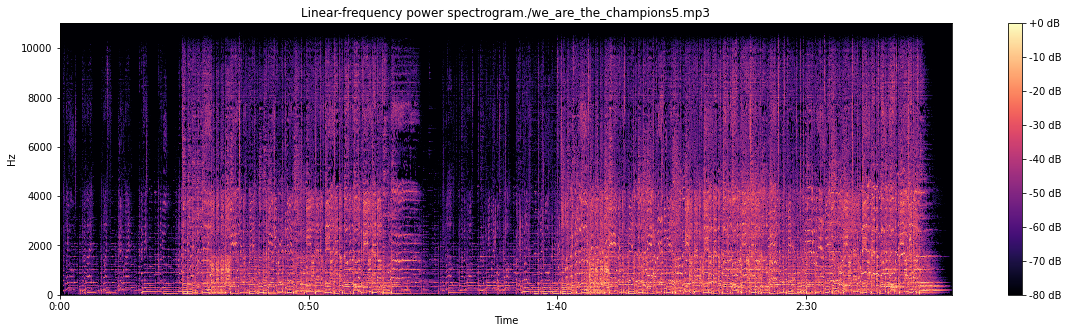 Linear-frequency power spectrogram./we_are_the_champions5.mp3
10000
8000
6000
4000
2000
0
Hz
0:00
0:50
1:40
2:30
Time
+0 dB
-10 dB
-20 dB
-30 dB
-40 dB
-50 dB
-60 dB
-70 dB
-80 dB